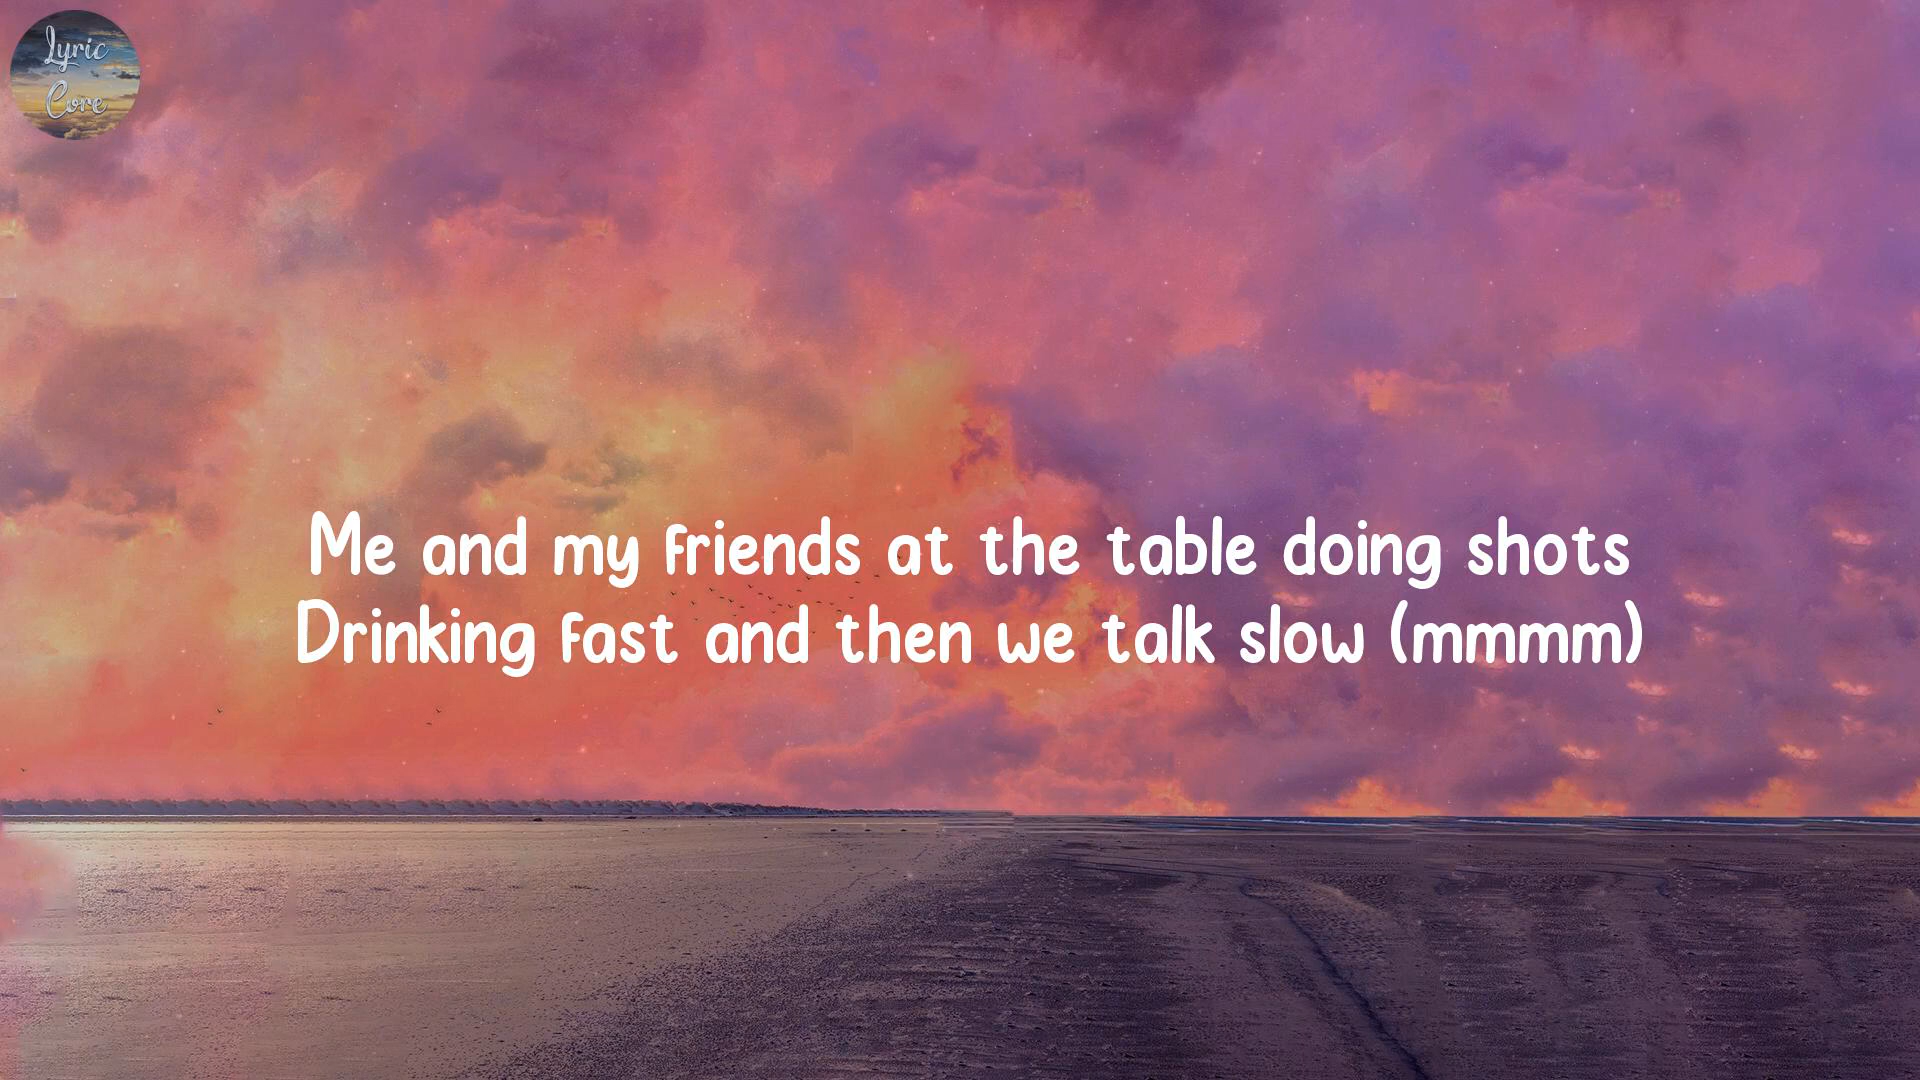 Lyric
Core
Me and my friends at the table doing shots
Drinking fast and then we talk slow (mmmm)